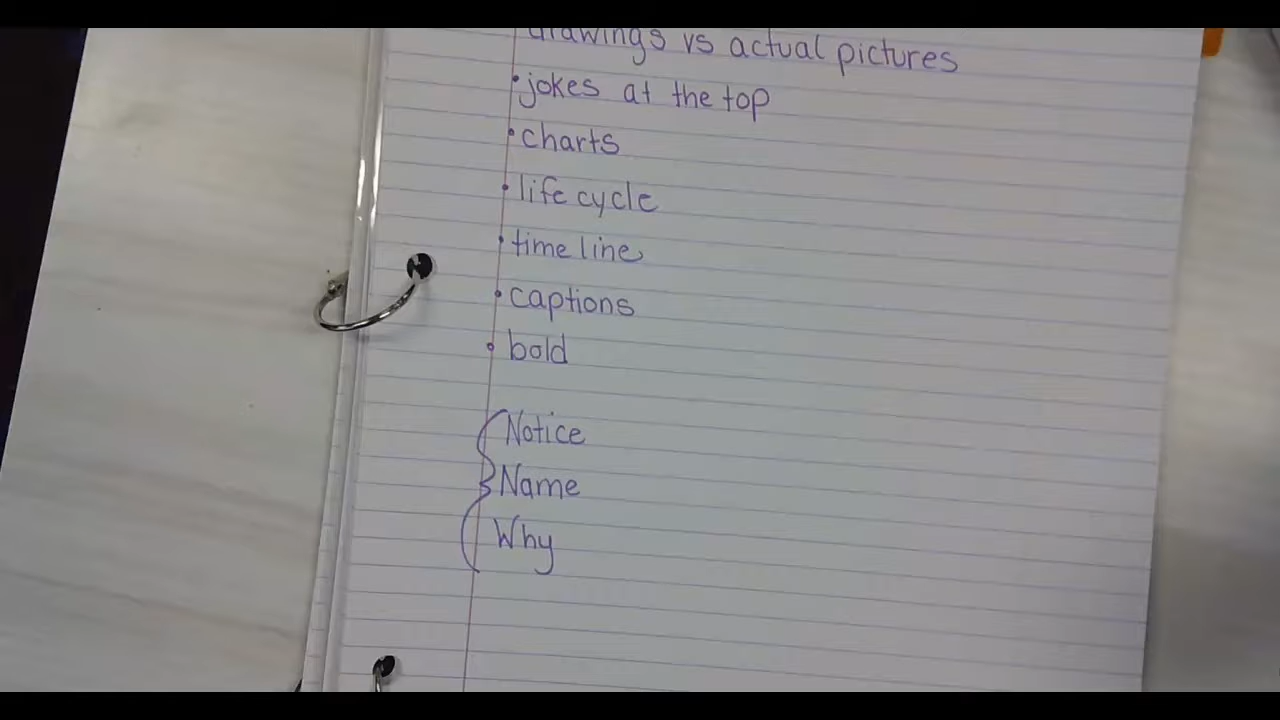 drawings vs actual pictures
•jokes at the top
•charts
•life cycle
•time line
•captions
•bold
Notice
Name
Why